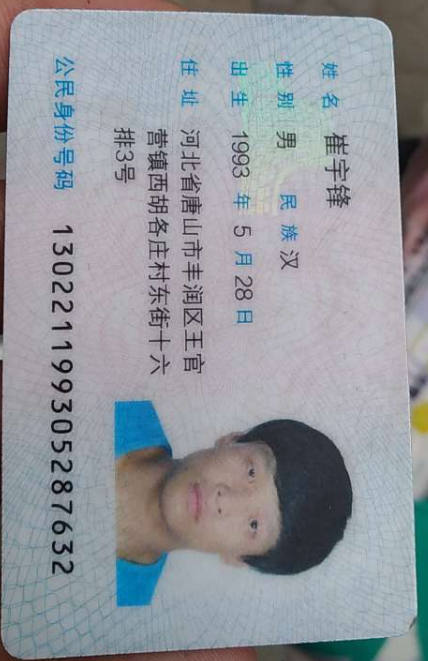 姓名 崔宇锋
性别 男 民族 汉
出生 1993 年 5 月 28 日
住址 河北省唐山市丰润区王官
营镇西胡各庄村东街十六
排3号
公民身份号码 130221199305287632